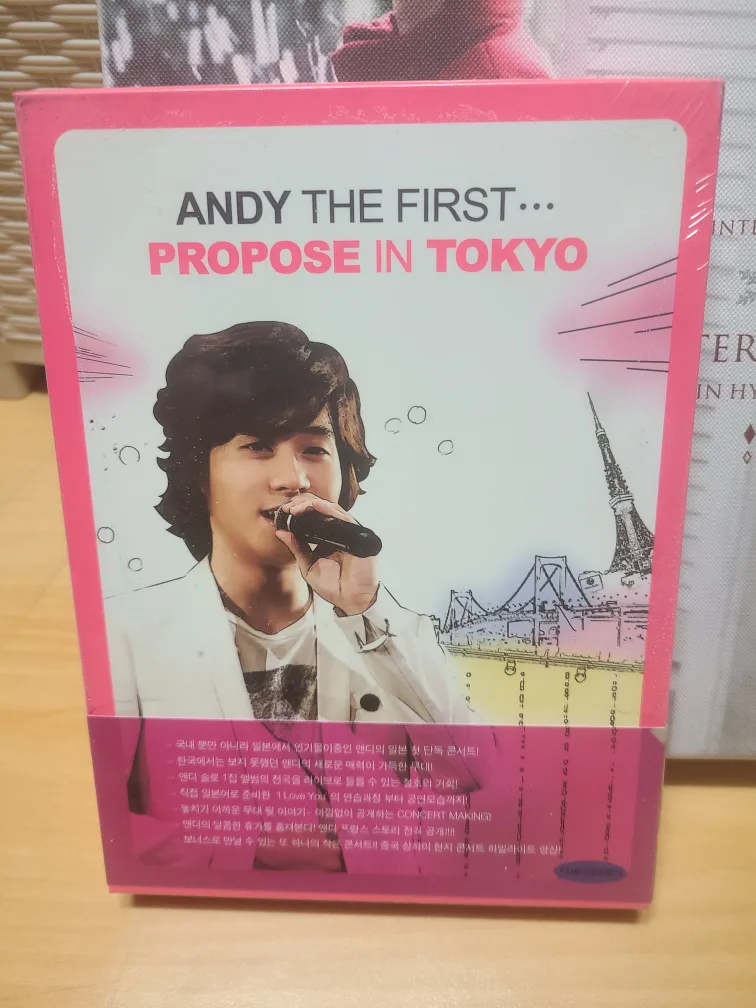 ANDY THE FIRST···
PROPOSE IN TOKYO
INTE
TER
IN HY
- 국내 뿐만 아니라 일본에서 인기몰이중인 앤디의 일본 첫 단독 콘서트!
- 한국에서는 보지 못했던 앤디의 새로운 매력이 가득한 무대!
- 앤디 솔로 1집 앨범의 전곡을 라이브로 들을 수 있는 절호의 기회!
- 직접 일본어로 준비한 'I Love You'의 연습과정 부터 공연모습까지!
- 놓치기 아까운 무대 뒷 이야기 - 아낌없이 공개하는 CONCERT MAKING!
- 앤디의 달콤한 휴가를 훔쳐본다! 앤디 프랑스 스토리 전격 공개!!!
- 보너스로 만날 수 있는 또 하나의 작은 콘서트!! 중국 상하이 현지 콘서트 하일라이트 영상!